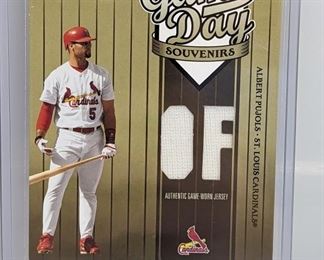 Game
Day
SOUVENIRS
ALBERT PUJOLS · ST. LOUIS CARDINALS®
Cardinals
5
OF
AUTHENTIC GAME-WORN JERSEY